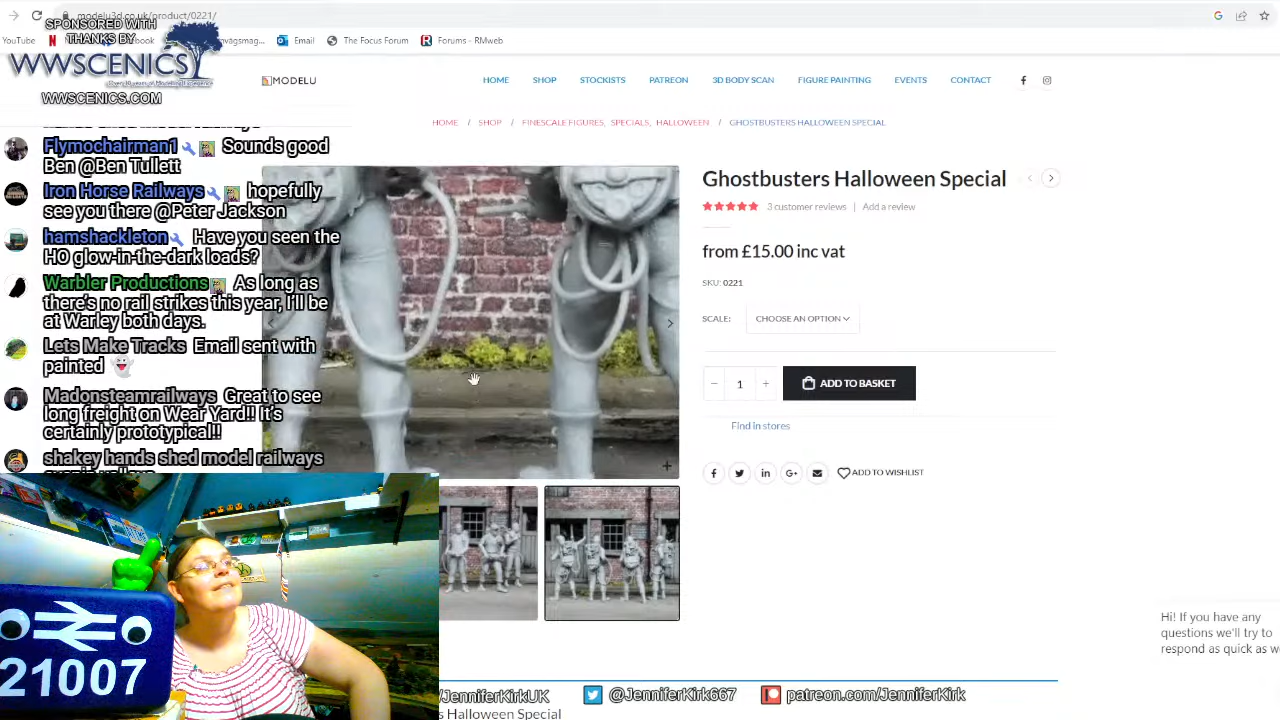 modelu3d.co.uk/product/0221/
SPONSORED WITH
THANKS BY
WWSCENICS
WWSCENICS.COM
YouTube
Email
The Focus Forum
Forums - RMweb
MODELU
HOME
SHOP
STOCKISTS
PATREON
3D BODY SCAN
FIGURE PAINTING
EVENTS
CONTACT
HOME / SHOP / FINESCALE FIGURES, SPECIALS, HALLOWEEN / GHOSTBUSTERS HALLOWEEN SPECIAL
Flymochairman1 Sounds good
Ben @Ben Tullett
Iron Horse Railways hopefully
see you there @Peter Jackson
hamshackleton Have you seen the
HO glow-in-the-dark loads?
Warbler Productions As long as
there's no rail strikes this year, I'll be
at Warley both days.
Lets Make Tracks Email sent with
painted 👻
Madonsteamrailways Great to see
long freight on Wear Yard!! It's
certainly prototypical!!
shakey hands shed model railways
Ghostbusters Halloween Special
3 customer reviews | Add a review
from £15.00 inc vat
SKU: 0221
SCALE: CHOOSE AN OPTION
− 1 + ADD TO BASKET
Find in stores
ADD TO WISHLIST
21007
Hi! If you have any
questions we'll try to
respond as quick as we
/JenniferKirkUK
@JenniferKirk667
patreon.com/JenniferKirk
s Halloween Special